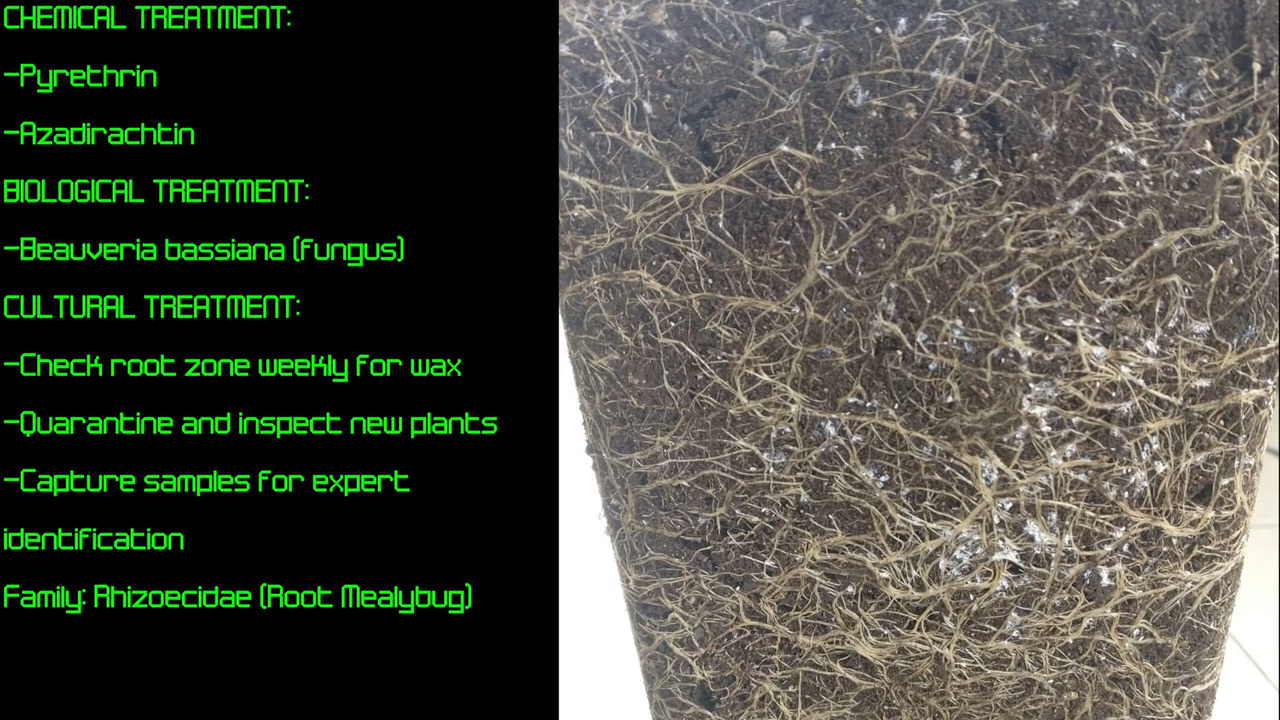 CHEMICAL TREATMENT:
-Pyrethrin
-Azadirachtin
BIOLOGICAL TREATMENT:
-Beauveria bassiana (fungus)
CULTURAL TREATMENT:
-Check root zone weekly for wax
-Quarantine and inspect new plants
-Capture samples for expert
identification
Family: Rhizoecidae (Root Mealybug)